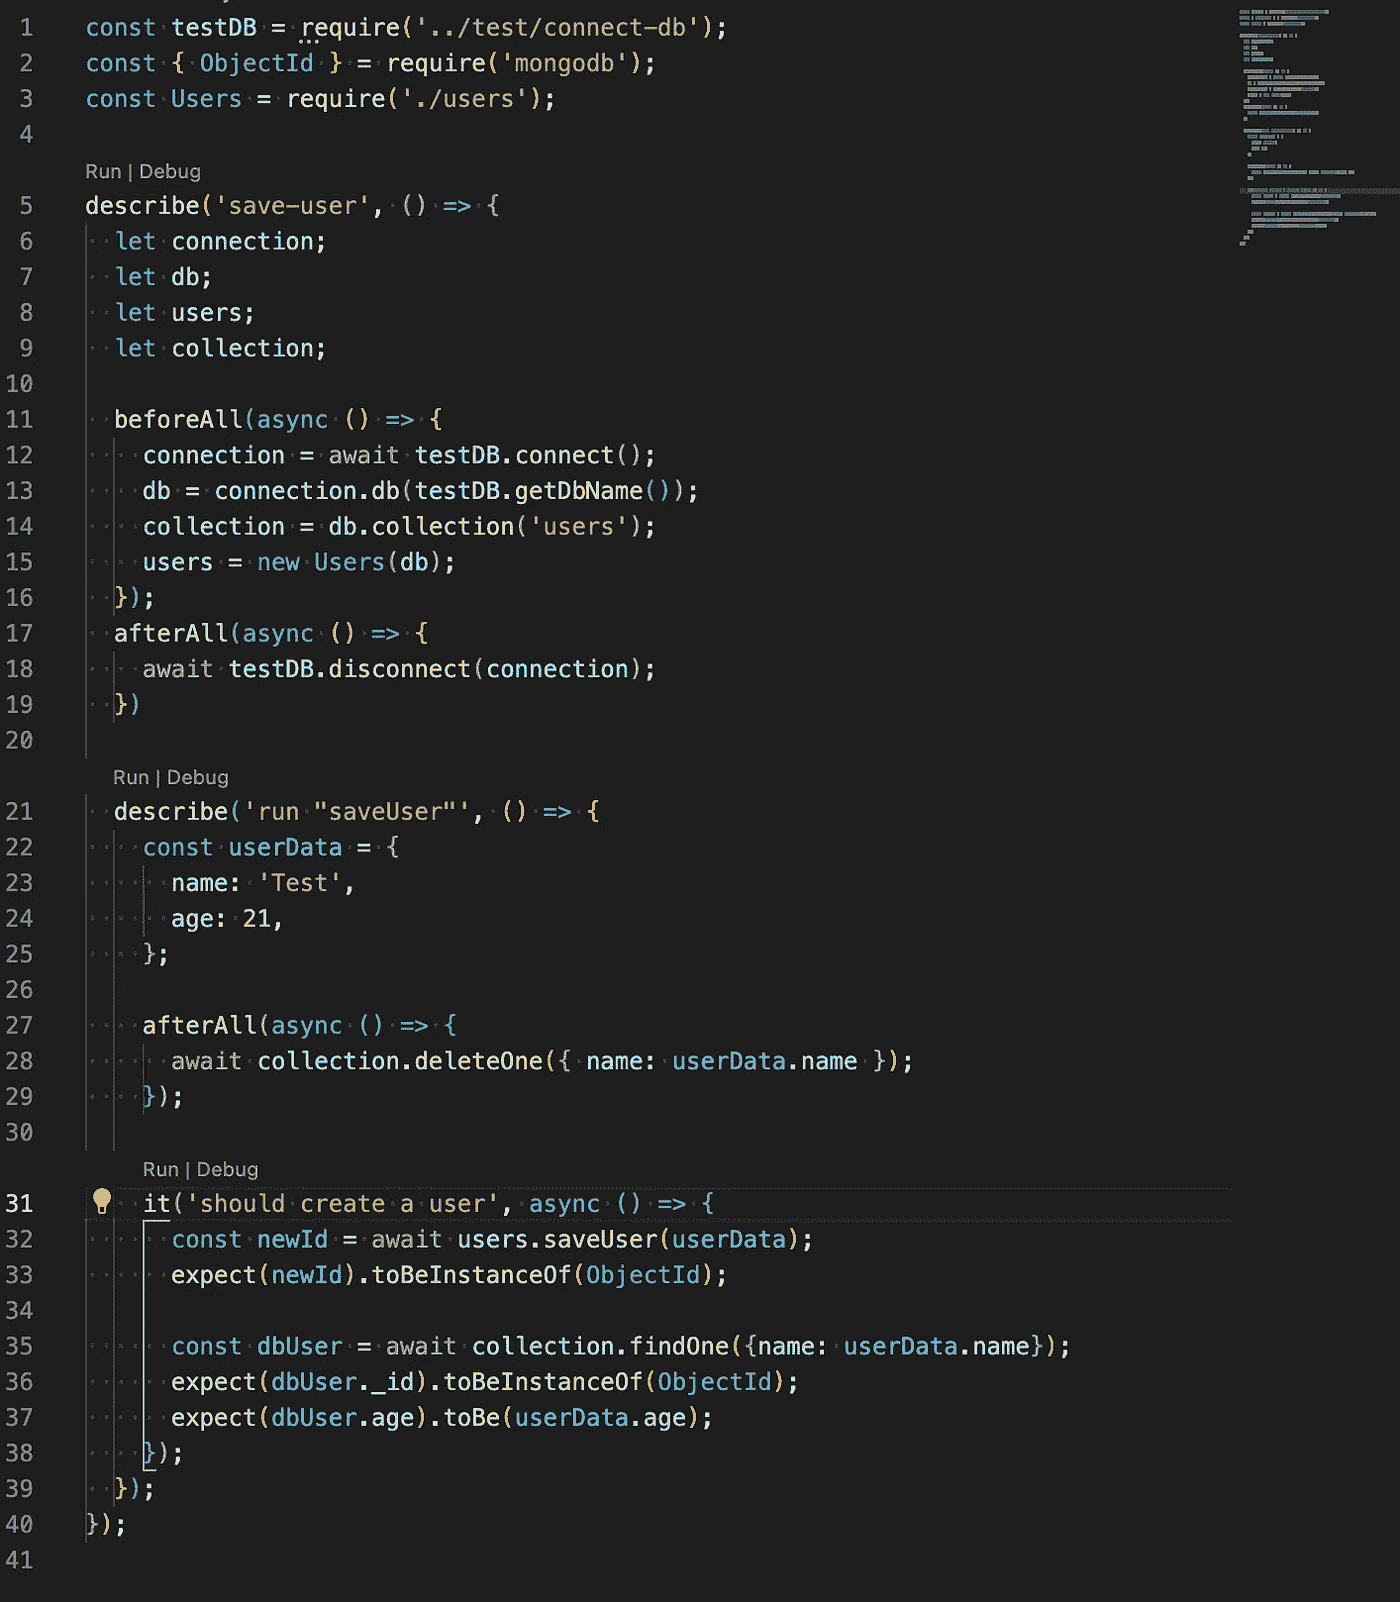 1 const testDB = require('../test/connect-db');
2 const { ObjectId } = require('mongodb');
3 const Users = require('./users');
4
Run | Debug
5 describe('save-user', () => {
6 let connection;
7 let db;
8 let users;
9 let collection;
10
11 beforeAll(async () => {
12 connection = await testDB.connect();
13 db = connection.db(testDB.getDbName());
14 collection = db.collection('users');
15 users = new Users(db);
16 });
17 afterAll(async () => {
18 await testDB.disconnect(connection);
19 })
20
Run | Debug
21 describe('run "saveUser"', () => {
22 const userData = {
23 name: 'Test',
24 age: 21,
25 };
26
27 afterAll(async () => {
28 await collection.deleteOne({ name: userData.name });
29 });
30
Run | Debug
31 it('should create a user', async () => {
32 const newId = await users.saveUser(userData);
33 expect(newId).toBeInstanceOf(ObjectId);
34
35 const dbUser = await collection.findOne({name: userData.name});
36 expect(dbUser._id).toBeInstanceOf(ObjectId);
37 expect(dbUser.age).toBe(userData.age);
38 });
39 });
40 });
41